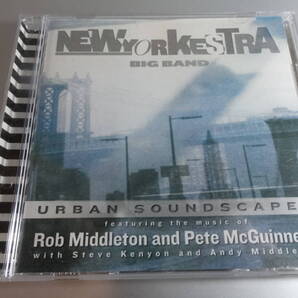 NEWYORKESTRA
BIG BAND
URBAN SOUNDSCAPE
featuring the music of
Rob Middleton and Pete McGuinne
with Steve Kenyon and Andy Middle